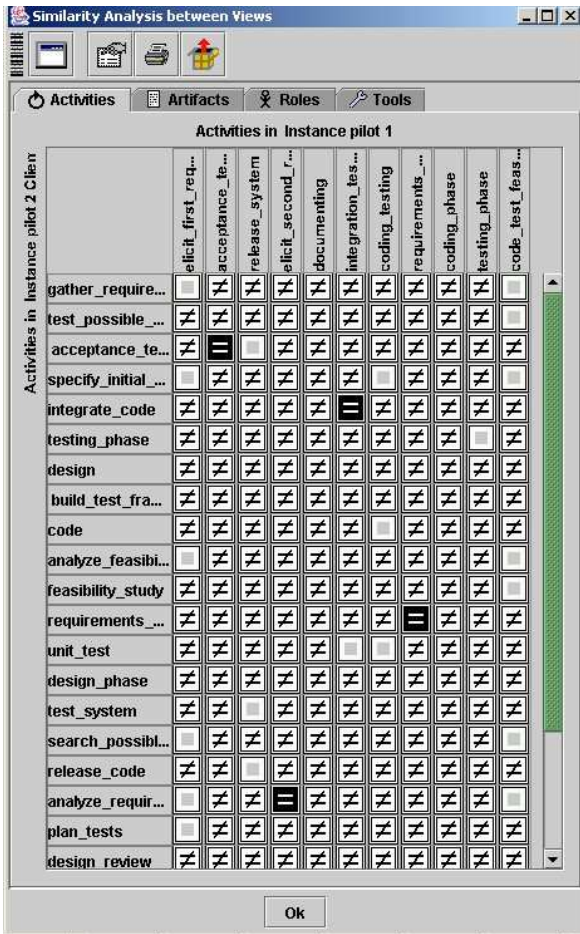 Similarity Analysis between Views
Activities
Artifacts
Roles
Tools
Activities in Instance pilot 1
Activities in Instance pilot 2 Clien
elicit_first_req...
acceptance_te...
release_system
elicit_second_r...
documenting
integration_tes...
coding_testing
requirements_...
coding_phase
testing_phase
code_test_feas...
gather_require... ≠ ≠ ≠ ≠ ≠ ≠ ≠ ≠ ≠
test_possible_... ≠ ≠ ≠ ≠ ≠ ≠ ≠ ≠ ≠ ≠
acceptance_te... ≠ = ≠ ≠ ≠ ≠ ≠ ≠ ≠ ≠
specify_initial_... ≠ ≠ ≠ ≠ ≠ ≠ ≠ ≠
integrate_code ≠ ≠ ≠ ≠ ≠ = ≠ ≠ ≠ ≠ ≠
testing_phase ≠ ≠ ≠ ≠ ≠ ≠ ≠ ≠ ≠ ≠
design ≠ ≠ ≠ ≠ ≠ ≠ ≠ ≠ ≠ ≠ ≠
build_test_fra... ≠ ≠ ≠ ≠ ≠ ≠ ≠ ≠ ≠ ≠ ≠
code ≠ ≠ ≠ ≠ ≠ ≠ ≠ ≠ ≠ ≠
analyze_feasibi... ≠ ≠ ≠ ≠ ≠ ≠ ≠ ≠ ≠
feasibility_study ≠ ≠ ≠ ≠ ≠ ≠ ≠ ≠ ≠ ≠
requirements_... ≠ ≠ ≠ ≠ ≠ ≠ ≠ = ≠ ≠ ≠
unit_test ≠ ≠ ≠ ≠ ≠ ≠ ≠ ≠ ≠
design_phase ≠ ≠ ≠ ≠ ≠ ≠ ≠ ≠ ≠ ≠ ≠
test_system ≠ ≠ ≠ ≠ ≠ ≠ ≠ ≠ ≠ ≠
search_possibl... ≠ ≠ ≠ ≠ ≠ ≠ ≠ ≠ ≠
release_code ≠ ≠ ≠ ≠ ≠ ≠ ≠ ≠ ≠ ≠
analyze_requir... ≠ ≠ = ≠ ≠ ≠ ≠ ≠ ≠
plan_tests ≠ ≠ ≠ ≠ ≠ ≠ ≠ ≠ ≠ ≠
design_review ≠ ≠ ≠ ≠ ≠ ≠ ≠ ≠ ≠ ≠ ≠
Ok